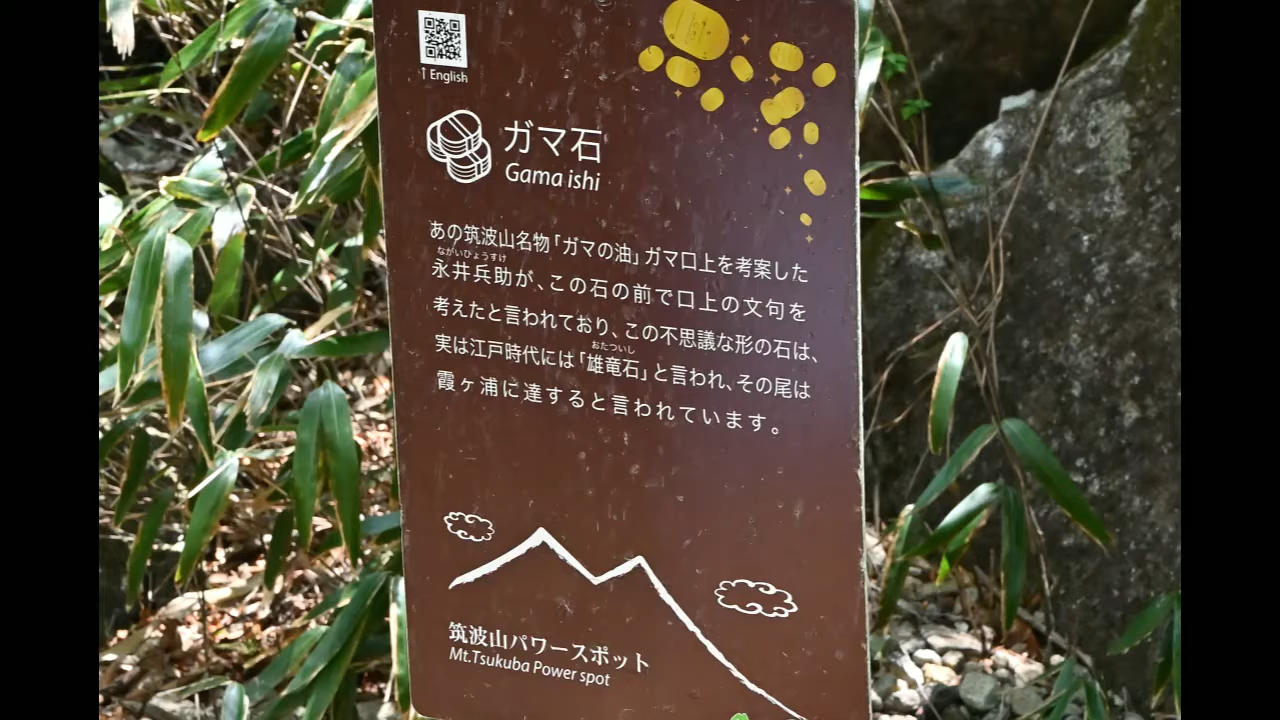 ↑ English
ガマ石
Gama ishi
あの筑波山名物「ガマの油」ガマ口上を考案した
ながいひょうすけ
永井兵助が、この石の前で口上の文句を
考えたと言われており、この不思議な形の石は、
おたついし
実は江戸時代には「雄竜石」と言われ、その尾は
霞ヶ浦に達すると言われています。
筑波山パワースポット
Mt.Tsukuba Power spot